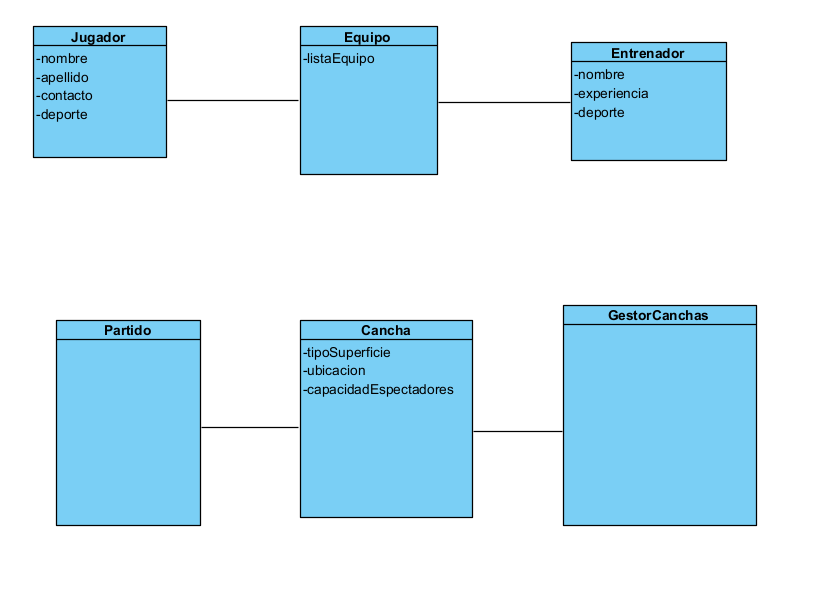 Jugador
-nombre
-apellido
-contacto
-deporte
Equipo
-listaEquipo
Entrenador
-nombre
-experiencia
-deporte
Partido
Cancha
-tipoSuperficie
-ubicacion
-capacidadEspectadores
GestorCanchas